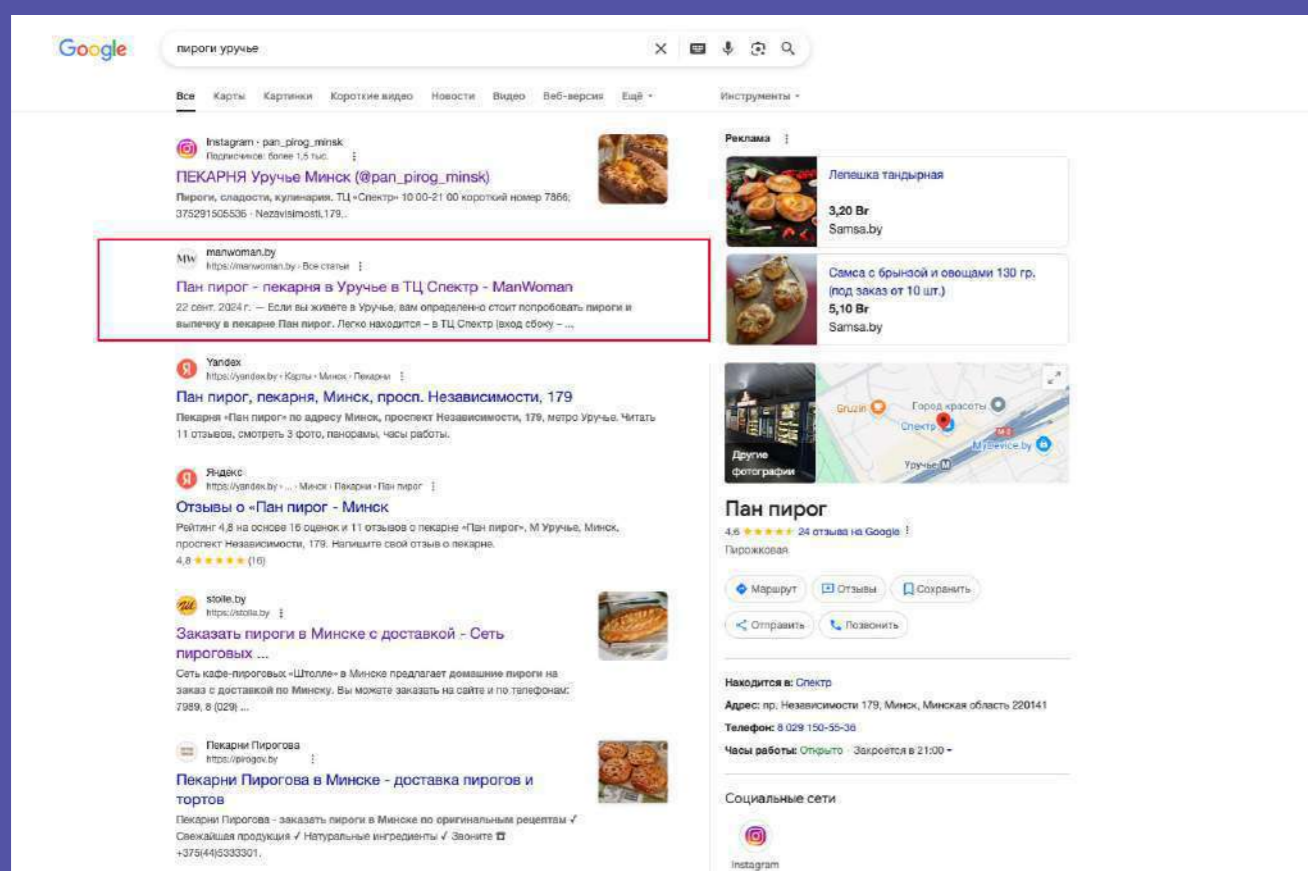 Google
пироги уручье
Все Карты Картинки Короткие видео Новости Видео Веб-версия Ещё Инструменты
Instagram · pan_pirog_minsk
Подписчиков: более 1,5 тыс.
ПЕКАРНЯ Уручье Минск (@pan_pirog_minsk)
Пироги, сладости, кулинария. ТЦ «Спектр» 10 00-21 00 короткий номер 7866;
375291505536 · Nezavisimosti,179..
MW manwoman.by
https://manwoman.by › Все статьи
Пан пирог - пекарня в Уручье в ТЦ Спектр - ManWoman
22 сент. 2024 г. — Если вы живете в Уручье, вам определенно стоит попробовать пироги и
выпечку в пекарне Пан пирог. Легко находится – в ТЦ Спектр (вход сбоку – ...
Yandex
https://yandex.by › Карты › Минск › Пекарни
Пан пирог, пекарня, Минск, просп. Независимости, 179
Пекарня «Пан пирог» по адресу Минск, проспект Независимости, 179, метро Уручье. Читать
11 отзывов, смотреть 3 фото, панорамы, часы работы.
Яндекс
https://yandex.by › ... › Минск › Пекарни › Пан пирог
Отзывы о «Пан пирог - Минск
Рейтинг 4,8 на основе 16 оценок и 11 отзывов о пекарне «Пан пирог», М Уручье, Минск,
проспект Независимости, 179. Напишите свой отзыв о пекарне.
4,8 (16)
stolle.by
https://stolle.by
Заказать пироги в Минске с доставкой - Сеть
пироговых ...
Сеть кафе-пироговых «Штолле» в Минске предлагает домашние пироги на
заказ с доставкой по Минску. Вы можете заказать на сайте и по телефонам:
7989, 8 (029) ...
Пекарни Пирогова
https://pirogov.by
Пекарни Пирогова в Минске - доставка пирогов и
тортов
Пекарни Пирогова - заказать пироги в Минске по оригинальным рецептам ✓
Свежайшая продукция ✓ Натуральные ингредиенты ✓ Звоните ☎
+375(44)5333301.
Реклама
Лепешка тандырная
3,20 Br
Samsa.by
Самса с брынзой и овощами 130 гр.
(под заказ от 10 шт.)
5,10 Br
Samsa.by
Другие
фотографии
Gruzin
Город красоты
Спектр
M2
MyDevice.by
Уручье M
Пан пирог
4,6 24 отзыва на Google
Пирожковая
Маршрут Отзывы Сохранить
Отправить Позвонить
Находится в: Спектр
Адрес: пр. Независимости 179, Минск, Минская область 220141
Телефон: 8 029 150-55-36
Часы работы: Открыто · Закроется в 21:00
Социальные сети
Instagram